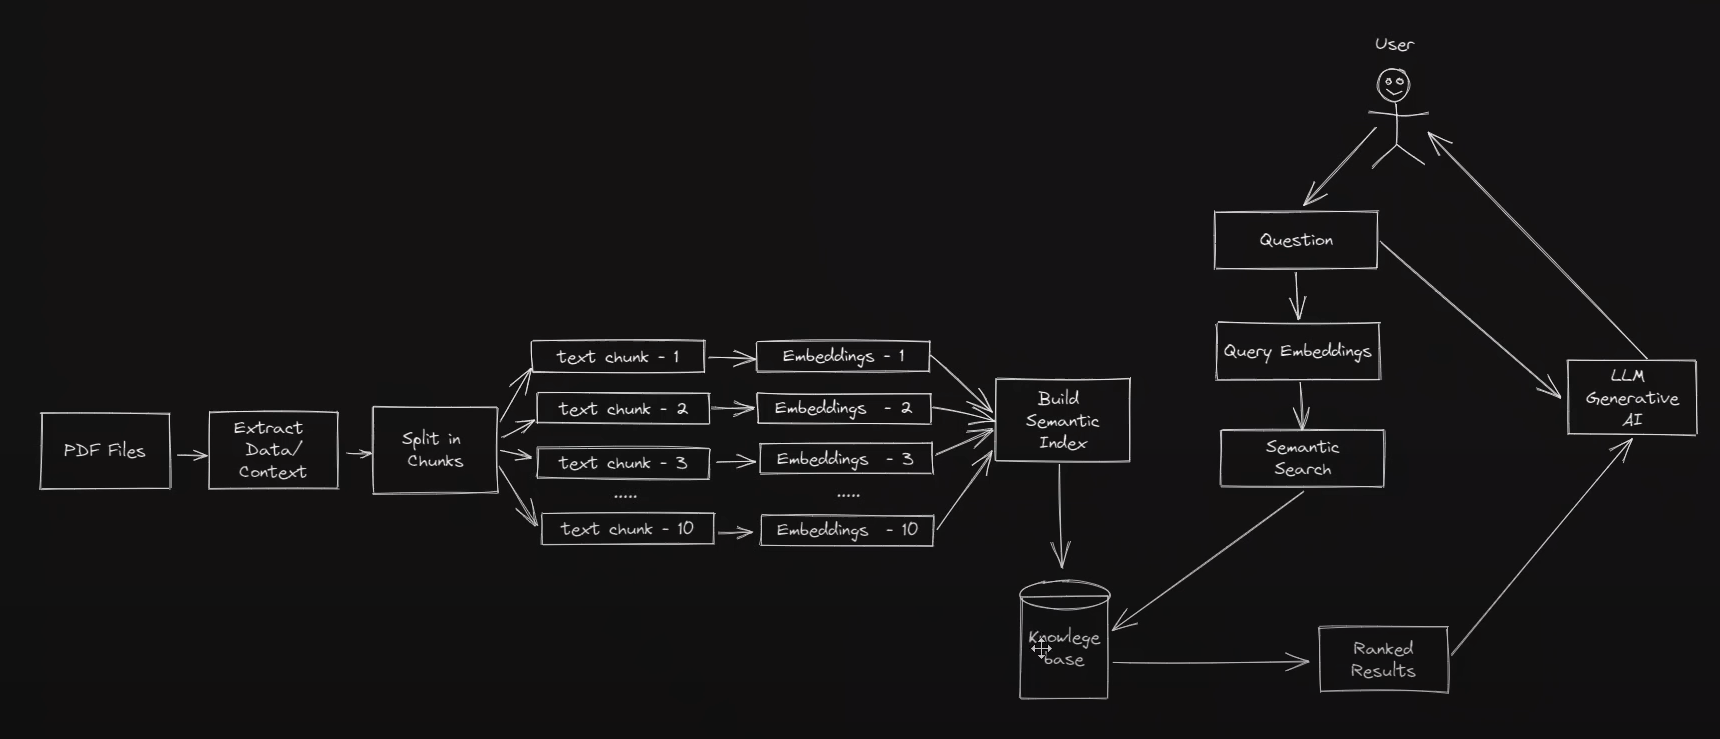 User
Question
Query Embeddings
Semantic
Search
LLM
Generative
AI
PDF Files
Extract
Data/
Context
Split in
Chunks
text chunk - 1
text chunk - 2
text chunk - 3
.....
text chunk - 10
Embeddings - 1
Embeddings - 2
Embeddings - 3
.....
Embeddings - 10
Build
Semantic
Index
Knowlege
base
Ranked
Results